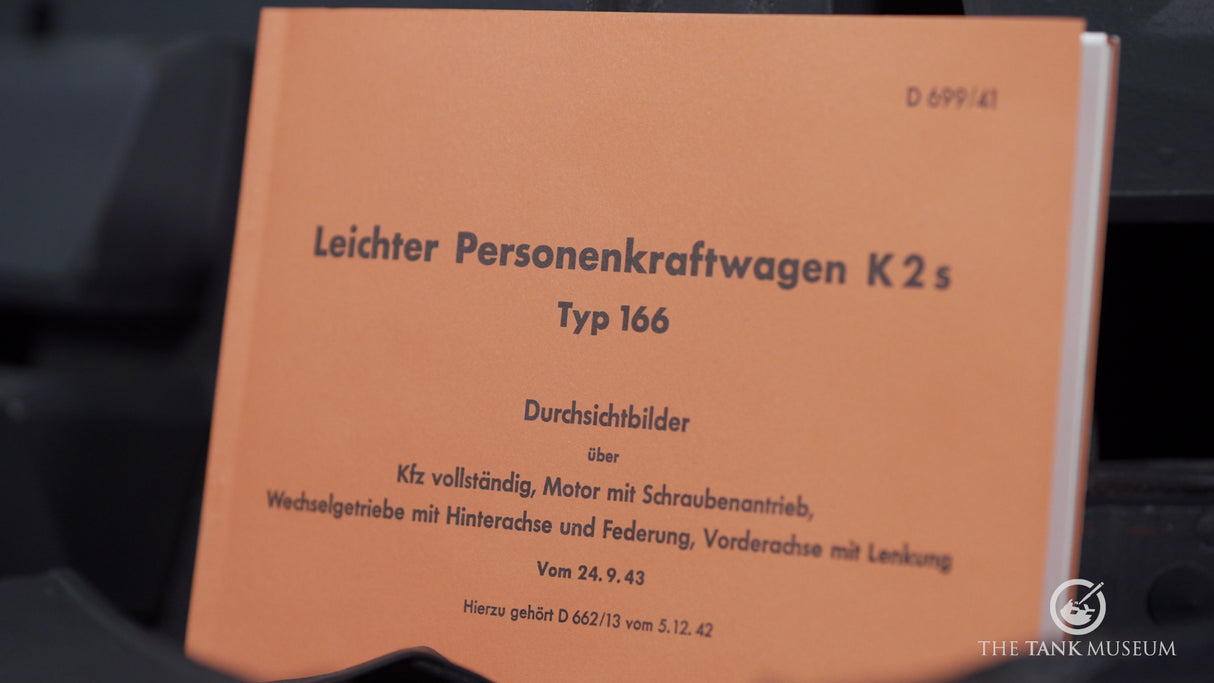 D 699/41
Leichter Personenkraftwagen K 2 s
Typ 166
Durchsichtbilder
über
Kfz vollständig, Motor mit Schraubenantrieb,
Wechselgetriebe mit Hinterachse und Federung, Vorderachse mit Lenkung
Vom 24. 9. 43
Hierzu gehört D 662/13 vom 5. 12. 42
THE TANK MUSEUM